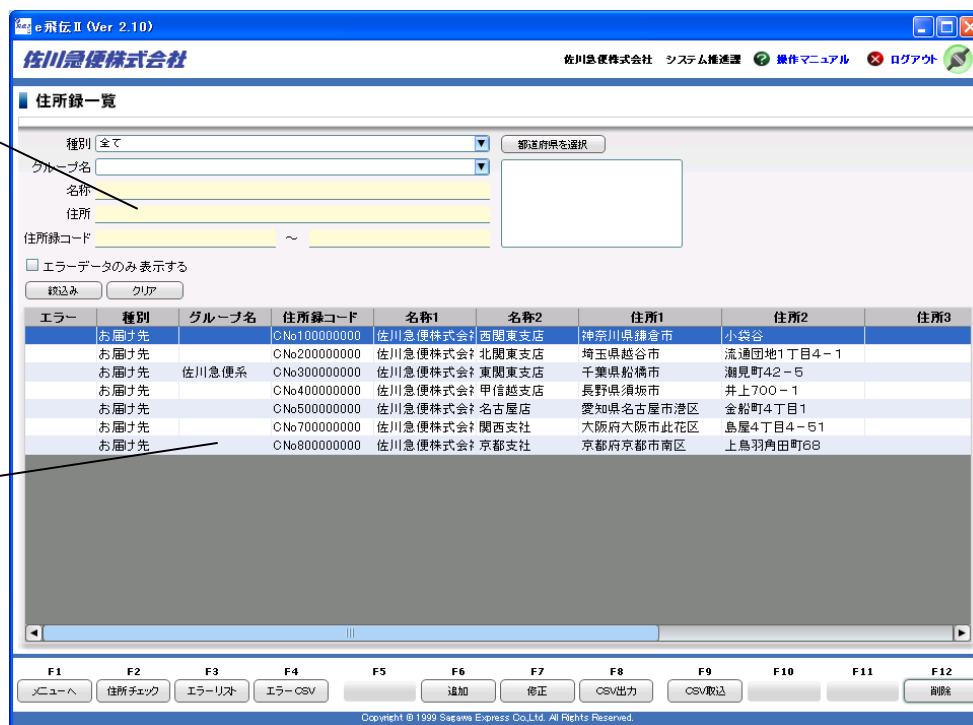 e飛伝Ⅱ (Ver 2.10)
佐川急便株式会社
佐川急便株式会社 システム推進課 操作マニュアル ログアウト
住所録一覧
種別 全て 都道府県を選択
グループ名
名称
住所
住所録コード ～
エラーデータのみ表示する
絞込み クリア
エラー 種別 グループ名 住所録コード 名称1 名称2 住所1 住所2 住所3
お届け先 CNo100000000 佐川急便株式会 西関東支店 神奈川県鎌倉市 小袋谷
お届け先 CNo200000000 佐川急便株式会 北関東支店 埼玉県越谷市 流通団地1丁目4-1
お届け先 佐川急便系 CNo300000000 佐川急便株式会 東関東支店 千葉県船橋市 潮見町42-5
お届け先 CNo400000000 佐川急便株式会 甲信越支店 長野県須坂市 井上700-1
お届け先 CNo500000000 佐川急便株式会 名古屋店 愛知県名古屋市港区 金船町4丁目1
お届け先 CNo700000000 佐川急便株式会 関西支社 大阪府大阪市此花区 島屋4丁目4-51
お届け先 CNo800000000 佐川急便株式会 京都支社 京都府京都市南区 上鳥羽角田町68
F1 F2 F3 F4 F5 F6 F7 F8 F9 F10 F11 F12
メニューへ 住所チェック エラーリスト エラーCSV 追加 修正 CSV出力 CSV取込 削除
Copyright © 1999 Sagawa Express Co.,Ltd. All Rights Reserved.